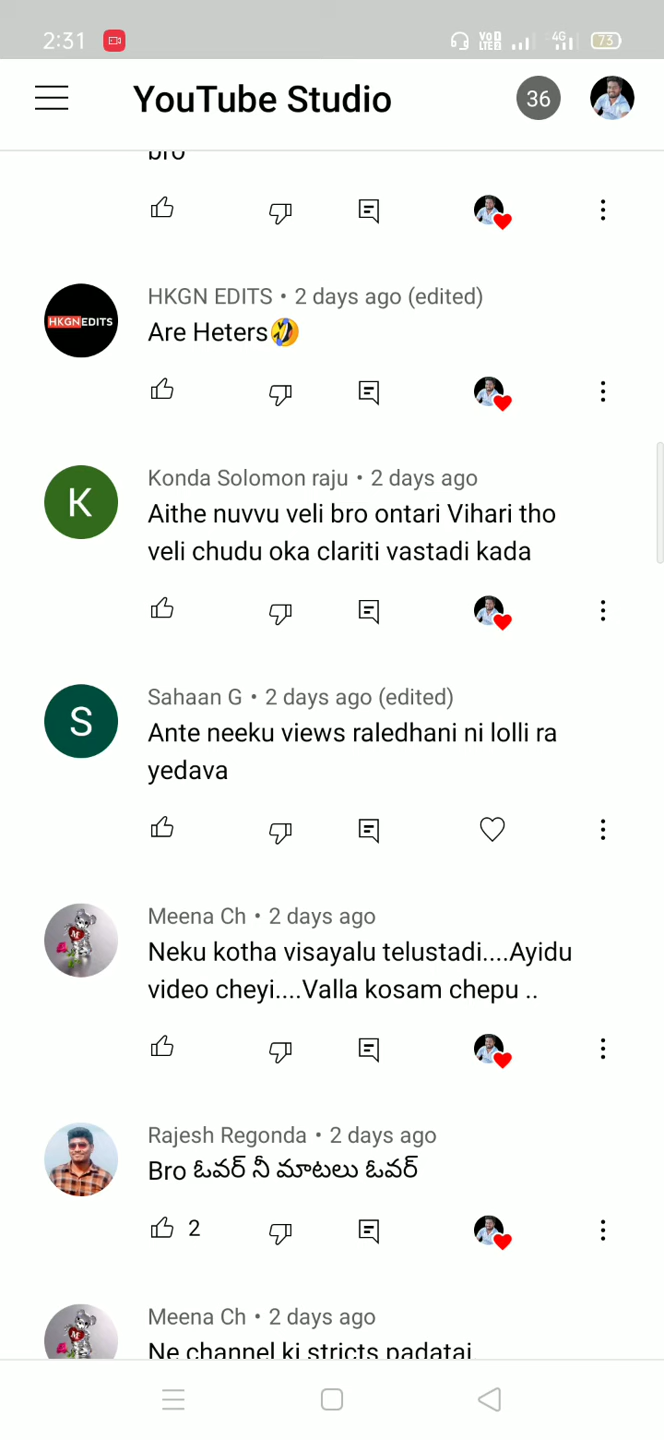 2:31
VoD LTE2 4G 73
YouTube Studio
36
bro
HKGN EDITS • 2 days ago (edited)
HKGN EDITS
Are Heters🤣
Konda Solomon raju • 2 days ago
K
Aithe nuvvu veli bro ontari Vihari tho
veli chudu oka clariti vastadi kada
Sahaan G • 2 days ago (edited)
S
Ante neeku views raledhani ni lolli ra
yedava
Meena Ch • 2 days ago
M
Neku kotha visayalu telustadi....Ayidu
video cheyi....Valla kosam chepu ..
Rajesh Regonda • 2 days ago
Bro ఓవర్ నీ మాటలు ఓవర్
2
Meena Ch • 2 days ago
M
Ne channel ki stricts padatai